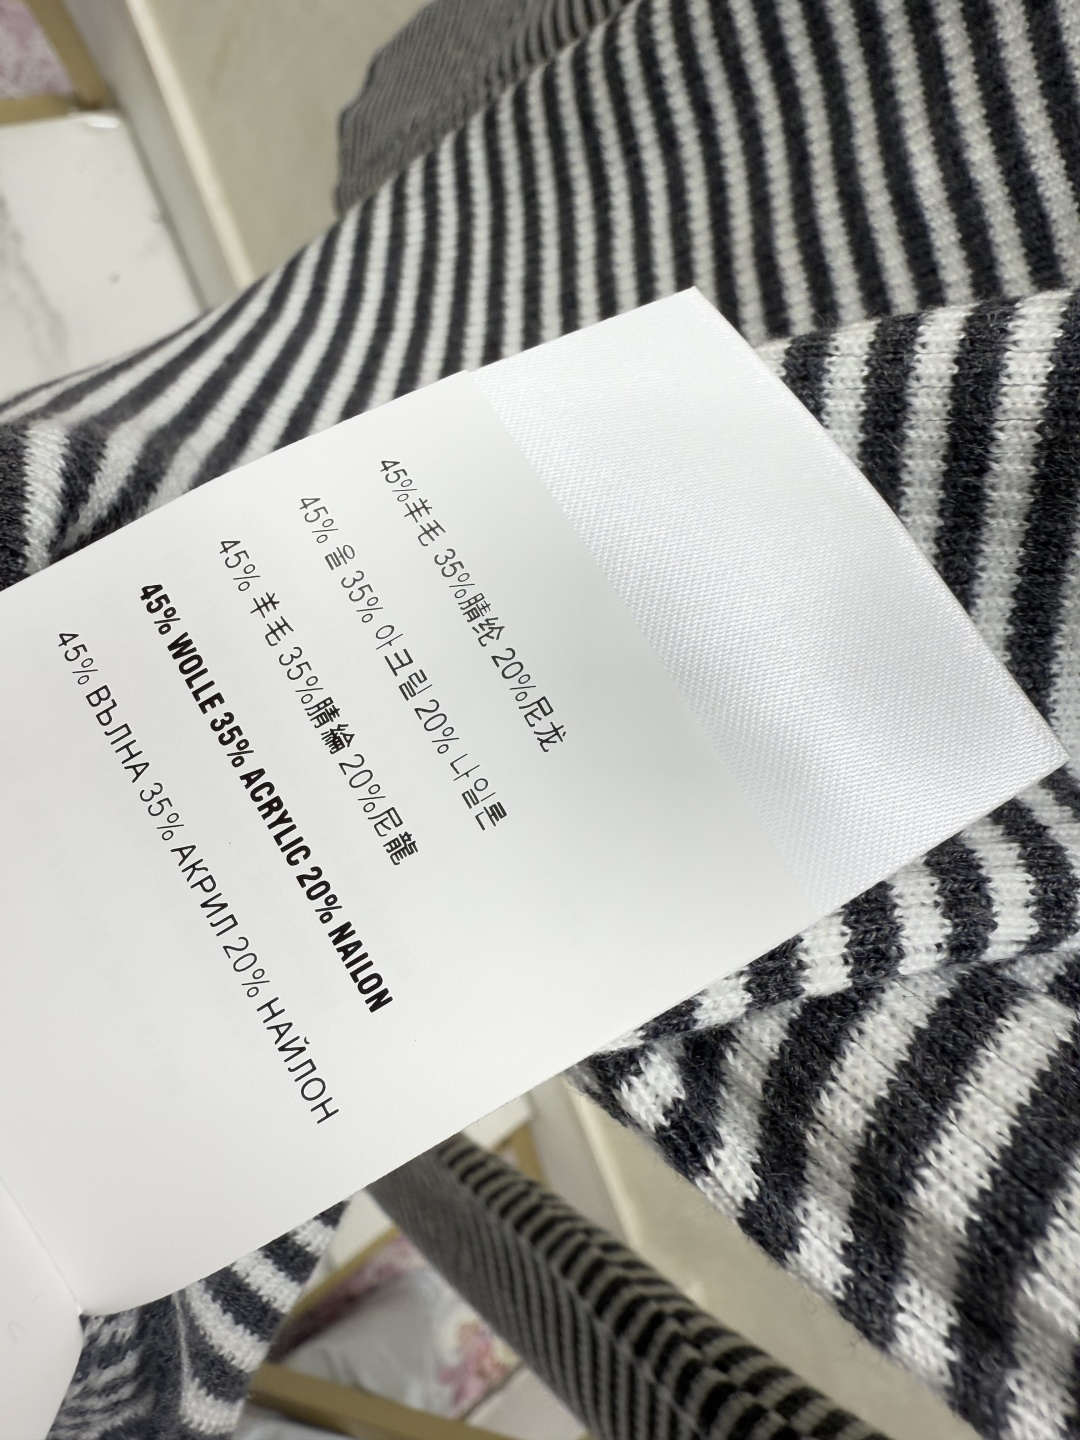 45%羊毛 35%腈纶 20%尼龙
45% 울 35% 아크릴 20% 나일론
45% 羊毛 35%腈綸 20%尼龍
45% WOLLE 35% ACRYLIC 20% NAILON
45% ВЪЛНА 35% АКРИЛ 20% НАЙЛОН